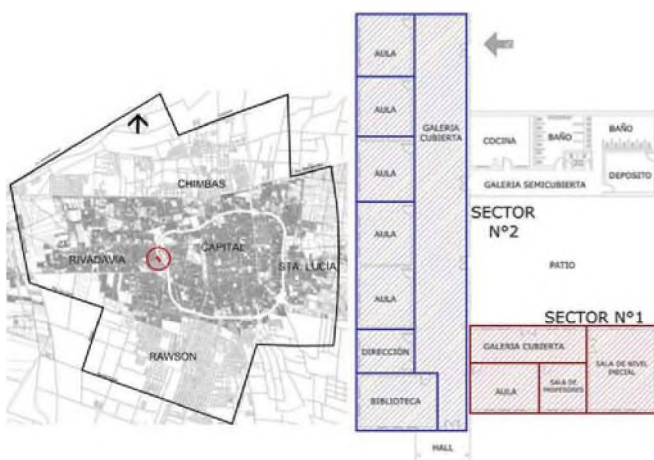 CHIMBAS
RIVADAVIA
CAPITAL
STA. LUCÍA
RAWSON
AULA
AULA
AULA
AULA
AULA
DIRECCIÓN
BIBLIOTECA
GALERIA
CUBIERTA
HALL
COCINA
BAÑO
BAÑO
DEPOSITO
GALERIA SEMICUBIERTA
SECTOR
N°2
PATIO
SECTOR N°1
GALERIA CUBIERTA
AULA
SALA DE
PROFESORES
SALA DE NIVEL
INICIAL